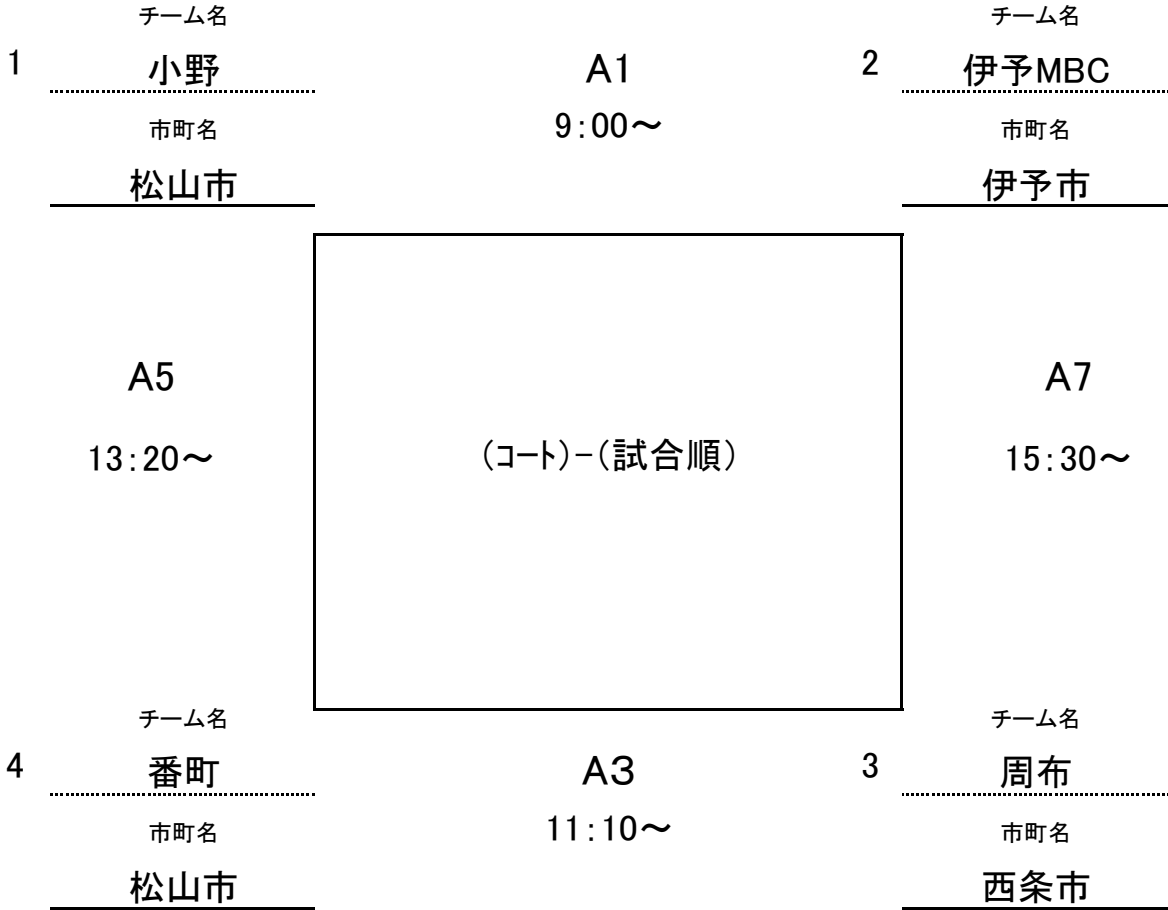 チーム名
チーム名
1
小野
A1
2
伊予MBC
市町名
9:00~
市町名
松山市
伊予市
A5
A7
13:20~
(コート)-(試合順)
15:30~
チーム名
チーム名
4
番町
A3
3
周布
市町名
11:10~
市町名
松山市
西条市